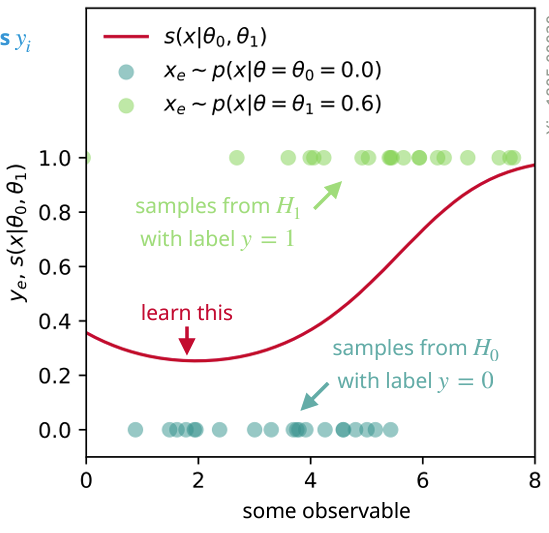 s yᵢ
s(x|θ₀, θ₁)
xₑ ~ p(x|θ = θ₀ = 0.0)
xₑ ~ p(x|θ = θ₁ = 0.6)
1.0
0.8
0.6
0.4
0.2
0.0
yₑ, s(x|θ₀, θ₁)
samples from H₁
with label y = 1
learn this
samples from H₀
with label y = 0
0 2 4 6 8
some observable